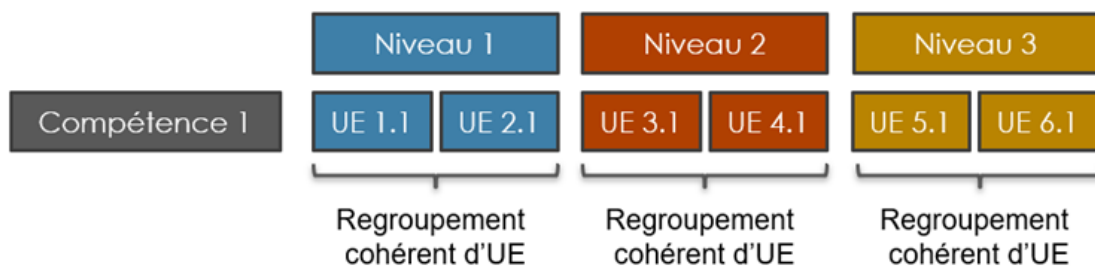 Niveau 1 Niveau 2 Niveau 3
Compétence 1 UE 1.1 UE 2.1 UE 3.1 UE 4.1 UE 5.1 UE 6.1
Regroupement Regroupement Regroupement
cohérent d'UE cohérent d'UE cohérent d'UE